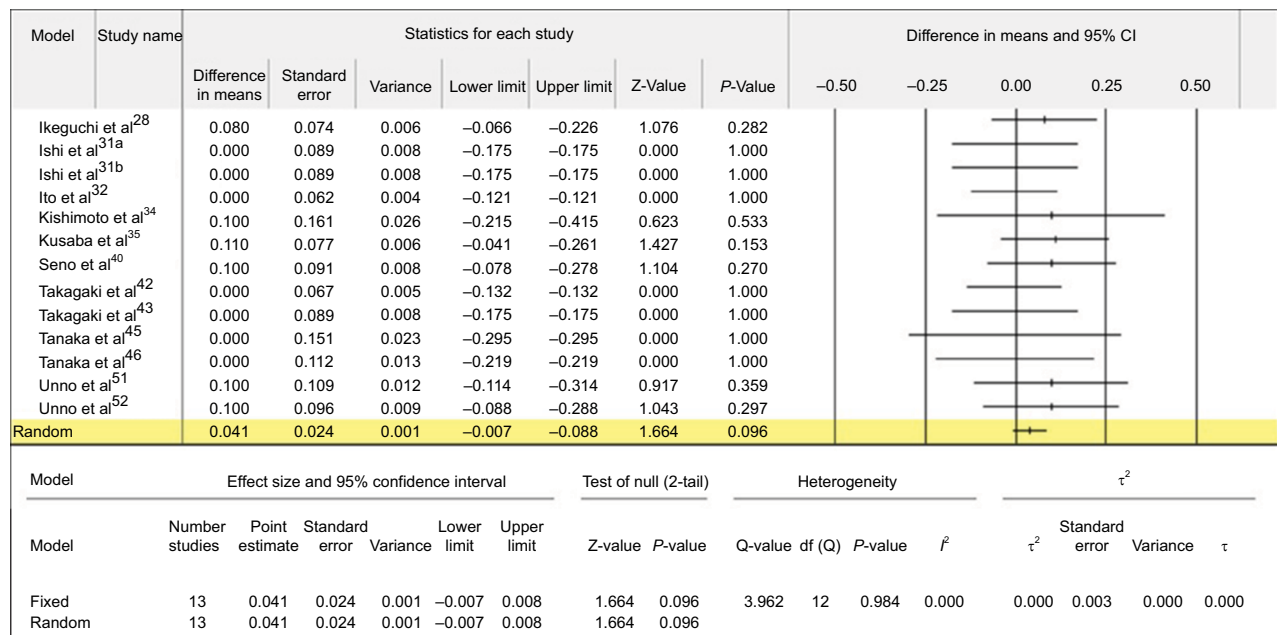 Model Study name Statistics for each study Difference in means and 95% CI
Difference in means Standard error Variance Lower limit Upper limit Z-Value P-Value –0.50 –0.25 0.00 0.25 0.50
Ikeguchi et al28 0.080 0.074 0.006 –0.066 –0.226 1.076 0.282
Ishi et al31a 0.000 0.089 0.008 –0.175 –0.175 0.000 1.000
Ishi et al31b 0.000 0.089 0.008 –0.175 –0.175 0.000 1.000
Ito et al32 0.000 0.062 0.004 –0.121 –0.121 0.000 1.000
Kishimoto et al34 0.100 0.161 0.026 –0.215 –0.415 0.623 0.533
Kusaba et al35 0.110 0.077 0.006 –0.041 –0.261 1.427 0.153
Seno et al40 0.100 0.091 0.008 –0.078 –0.278 1.104 0.270
Takagaki et al42 0.000 0.067 0.005 –0.132 –0.132 0.000 1.000
Takagaki et al43 0.000 0.089 0.008 –0.175 –0.175 0.000 1.000
Tanaka et al45 0.000 0.151 0.023 –0.295 –0.295 0.000 1.000
Tanaka et al46 0.000 0.112 0.013 –0.219 –0.219 0.000 1.000
Unno et al51 0.100 0.109 0.012 –0.114 –0.314 0.917 0.359
Unno et al52 0.100 0.096 0.009 –0.088 –0.288 1.043 0.297
Random 0.041 0.024 0.001 –0.007 –0.088 1.664 0.096
Model Effect size and 95% confidence interval Test of null (2-tail) Heterogeneity τ2
Model Number studies Point estimate Standard error Variance Lower limit Upper limit Z-value P-value Q-value df (Q) P-value I2 τ2 Standard error Variance τ
Fixed 13 0.041 0.024 0.001 –0.007 0.008 1.664 0.096 3.962 12 0.984 0.000 0.000 0.003 0.000 0.000
Random 13 0.041 0.024 0.001 –0.007 0.008 1.664 0.096